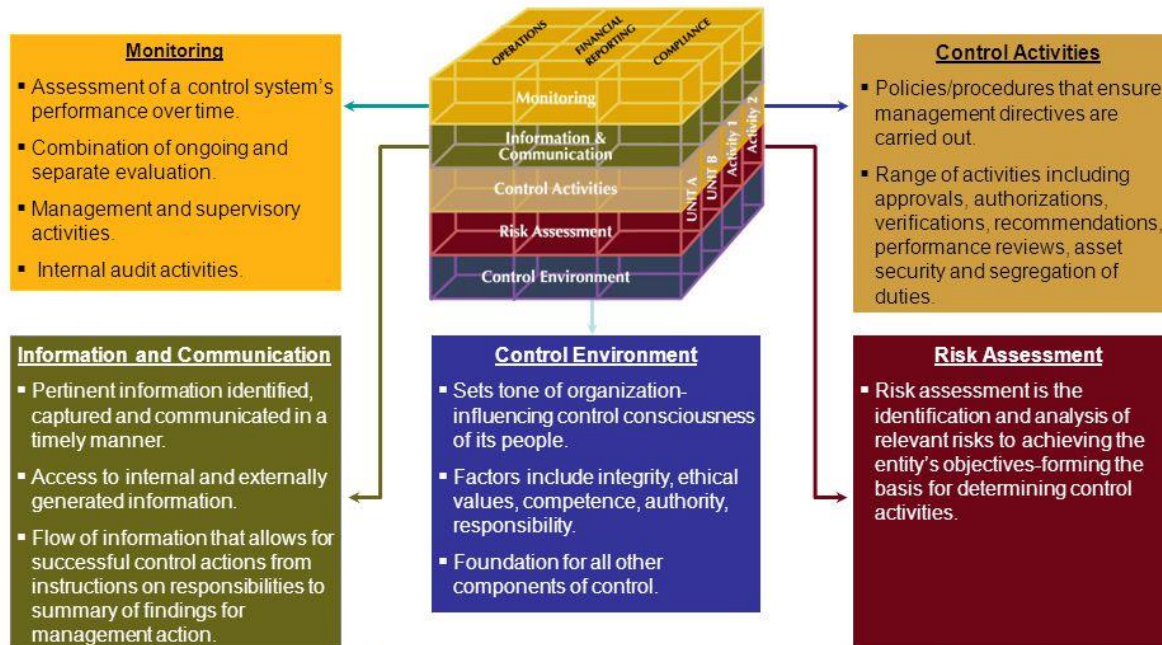 Monitoring
▪ Assessment of a control system's
performance over time.
▪ Combination of ongoing and
separate evaluation.
▪ Management and supervisory
activities.
▪ Internal audit activities.
OPERATIONS
FINANCIAL
REPORTING
COMPLIANCE
Monitoring
Information &
Communication
Control Activities
Risk Assessment
Control Environment
UNIT A
UNIT B
Activity 1
Activity 2
Control Activities
▪ Policies/procedures that ensure
management directives are
carried out.
▪ Range of activities including
approvals, authorizations,
verifications, recommendations,
performance reviews, asset
security and segregation of
duties.
Information and Communication
▪ Pertinent information identified,
captured and communicated in a
timely manner.
▪ Access to internal and externally
generated information.
▪ Flow of information that allows for
successful control actions from
instructions on responsibilities to
summary of findings for
management action.
Control Environment
▪ Sets tone of organization-
influencing control consciousness
of its people.
▪ Factors include integrity, ethical
values, competence, authority,
responsibility.
▪ Foundation for all other
components of control.
Risk Assessment
▪ Risk assessment is the
identification and analysis of
relevant risks to achieving the
entity's objectives-forming the
basis for determining control
activities.